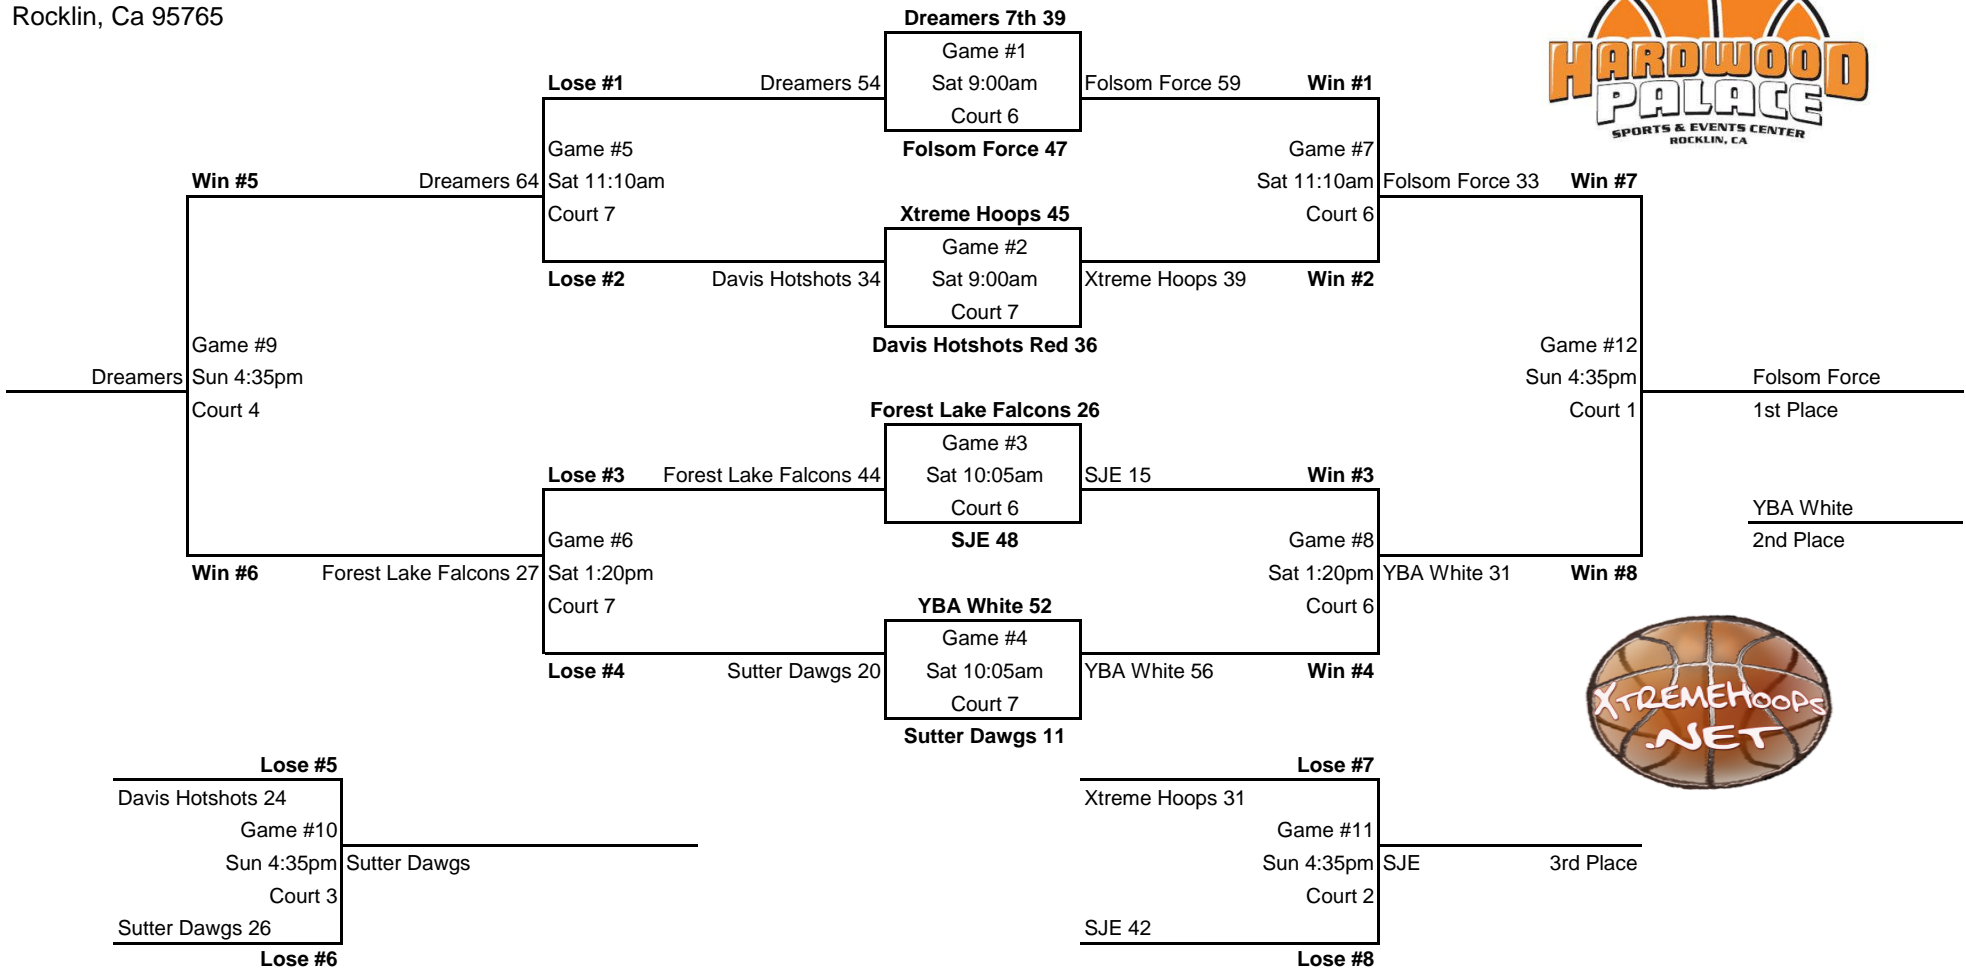 Rocklin, Ca 95765
Dreamers 7th 39
Game #1
HARDWOOD
PALACE
SPORTS & EVENTS CENTER
ROCKLIN, CA
Lose #1 Dreamers 54 Sat 9:00am Folsom Force 59 Win #1
Court 6
Game #5 Folsom Force 47 Game #7
Win #5 Dreamers 64 Sat 11:10am Sat 11:10am Folsom Force 33 Win #7
Court 7 Xtreme Hoops 45 Court 6
Game #2
Lose #2 Davis Hotshots 34 Sat 9:00am Xtreme Hoops 39 Win #2
Court 7
Game #9 Davis Hotshots Red 36 Game #12
Dreamers Sun 4:35pm Sun 4:35pm Folsom Force
Court 4 Forest Lake Falcons 26 Court 1 1st Place
Game #3
Lose #3 Forest Lake Falcons 44 Sat 10:05am SJE 15 Win #3
Court 6 YBA White
Game #6 SJE 48 Game #8 2nd Place
Win #6 Forest Lake Falcons 27 Sat 1:20pm Sat 1:20pm YBA White 31 Win #8
Court 7 YBA White 52 Court 6
Game #4
Lose #4 Sutter Dawgs 20 Sat 10:05am YBA White 56 Win #4
Court 7
XTREMEHOOPS
.NET
Sutter Dawgs 11
Lose #5 Lose #7
Davis Hotshots 24 Xtreme Hoops 31
Game #10 Game #11
Sun 4:35pm Sutter Dawgs Sun 4:35pm SJE 3rd Place
Court 3 Court 2
Sutter Dawgs 26 SJE 42
Lose #6 Lose #8